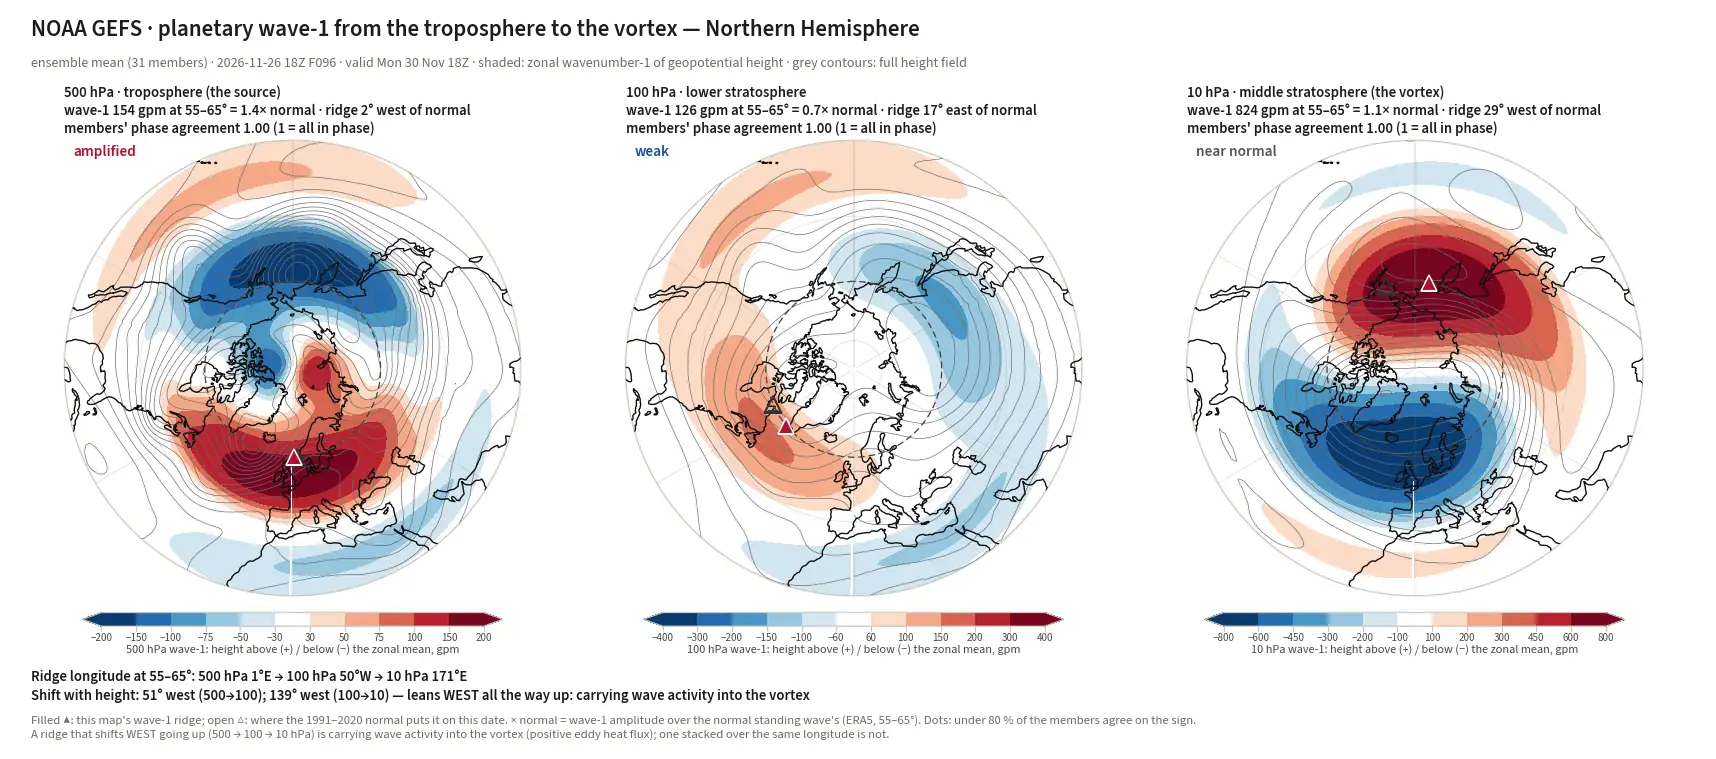 NOAA GEFS · planetary wave-1 from the troposphere to the vortex — Northern Hemisphere
ensemble mean (31 members) · 2026-11-26 18Z F096 · valid Mon 30 Nov 18Z · shaded: zonal wavenumber-1 of geopotential height · grey contours: full height field
500 hPa · troposphere (the source)
wave-1 154 gpm at 55–65° = 1.4× normal · ridge 2° west of normal
members' phase agreement 1.00 (1 = all in phase)
amplified
100 hPa · lower stratosphere
wave-1 126 gpm at 55–65° = 0.7× normal · ridge 17° east of normal
members' phase agreement 1.00 (1 = all in phase)
weak
10 hPa · middle stratosphere (the vortex)
wave-1 824 gpm at 55–65° = 1.1× normal · ridge 29° west of normal
members' phase agreement 1.00 (1 = all in phase)
near normal
−200 −150 −100 −75 −50 −30 30 50 75 100 150 200
500 hPa wave-1: height above (+) / below (−) the zonal mean, gpm
−400 −300 −200 −150 −100 −60 60 100 150 200 300 400
100 hPa wave-1: height above (+) / below (−) the zonal mean, gpm
−800 −600 −450 −300 −200 −100 100 200 300 450 600 800
10 hPa wave-1: height above (+) / below (−) the zonal mean, gpm
Ridge longitude at 55–65°: 500 hPa 1°E → 100 hPa 50°W → 10 hPa 171°E
Shift with height: 51° west (500→100); 139° west (100→10) — leans WEST all the way up: carrying wave activity into the vortex
Filled ▲: this map's wave-1 ridge; open △: where the 1991–2020 normal puts it on this date. × normal = wave-1 amplitude over the normal standing wave's (ERA5, 55–65°). Dots: under 80 % of the members agree on the sign.
A ridge that shifts WEST going up (500 → 100 → 10 hPa) is carrying wave activity into the vortex (positive eddy heat flux); one stacked over the same longitude is not.